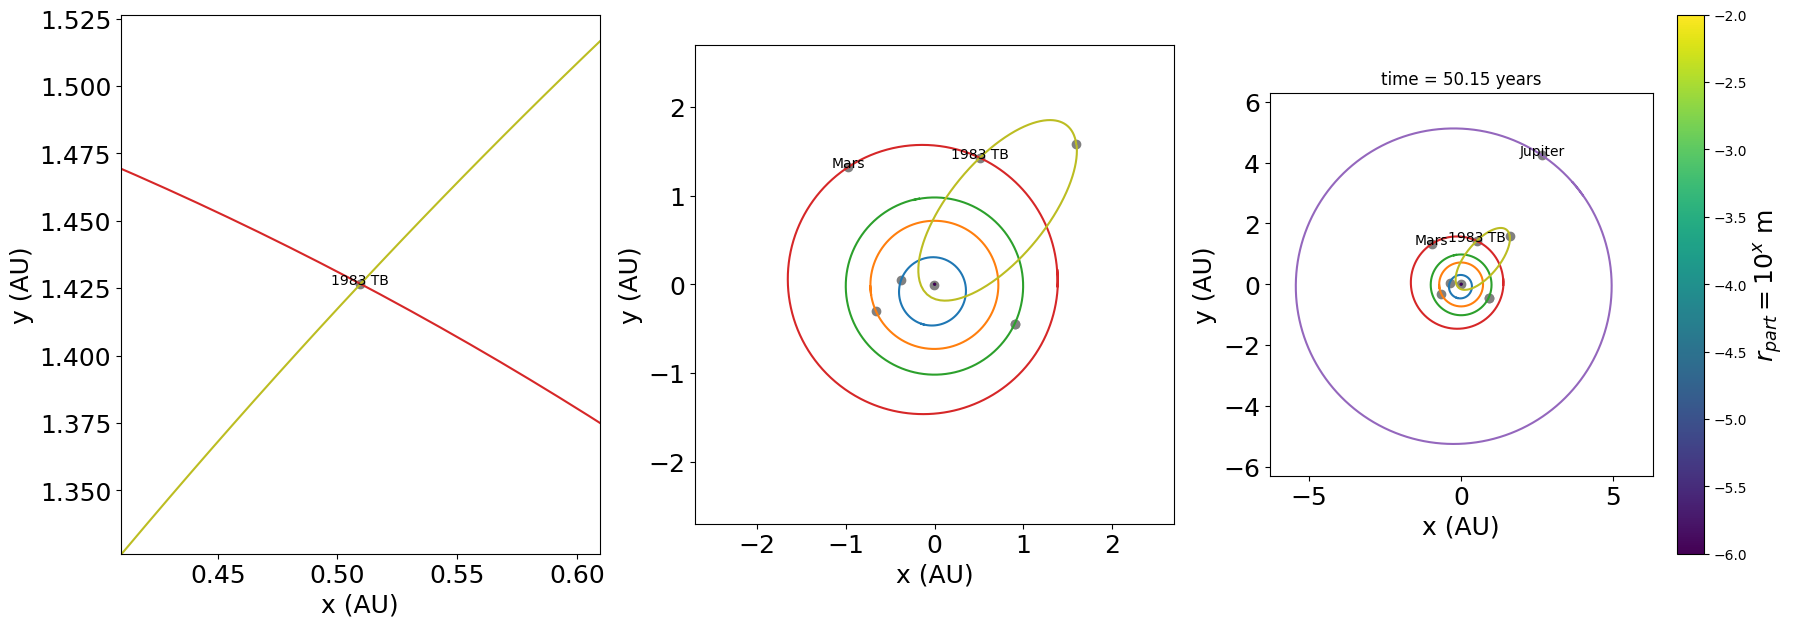 1.525
1.500
1.475
1.450
1.425
1.400
1.375
1.350
y (AU)
1983 TB
0.45 0.50 0.55 0.60
x (AU)
2
1
0
−1
−2
y (AU)
Mars
1983 TB
−2 −1 0 1 2
x (AU)
time = 50.15 years
6
4
2
0
−2
−4
−6
y (AU)
Jupiter
Mars 1983 TB
−5 0 5
x (AU)
−2.0
−2.5
−3.0
−3.5
−4.0
−4.5
−5.0
−5.5
−6.0
r_part = 10^x m